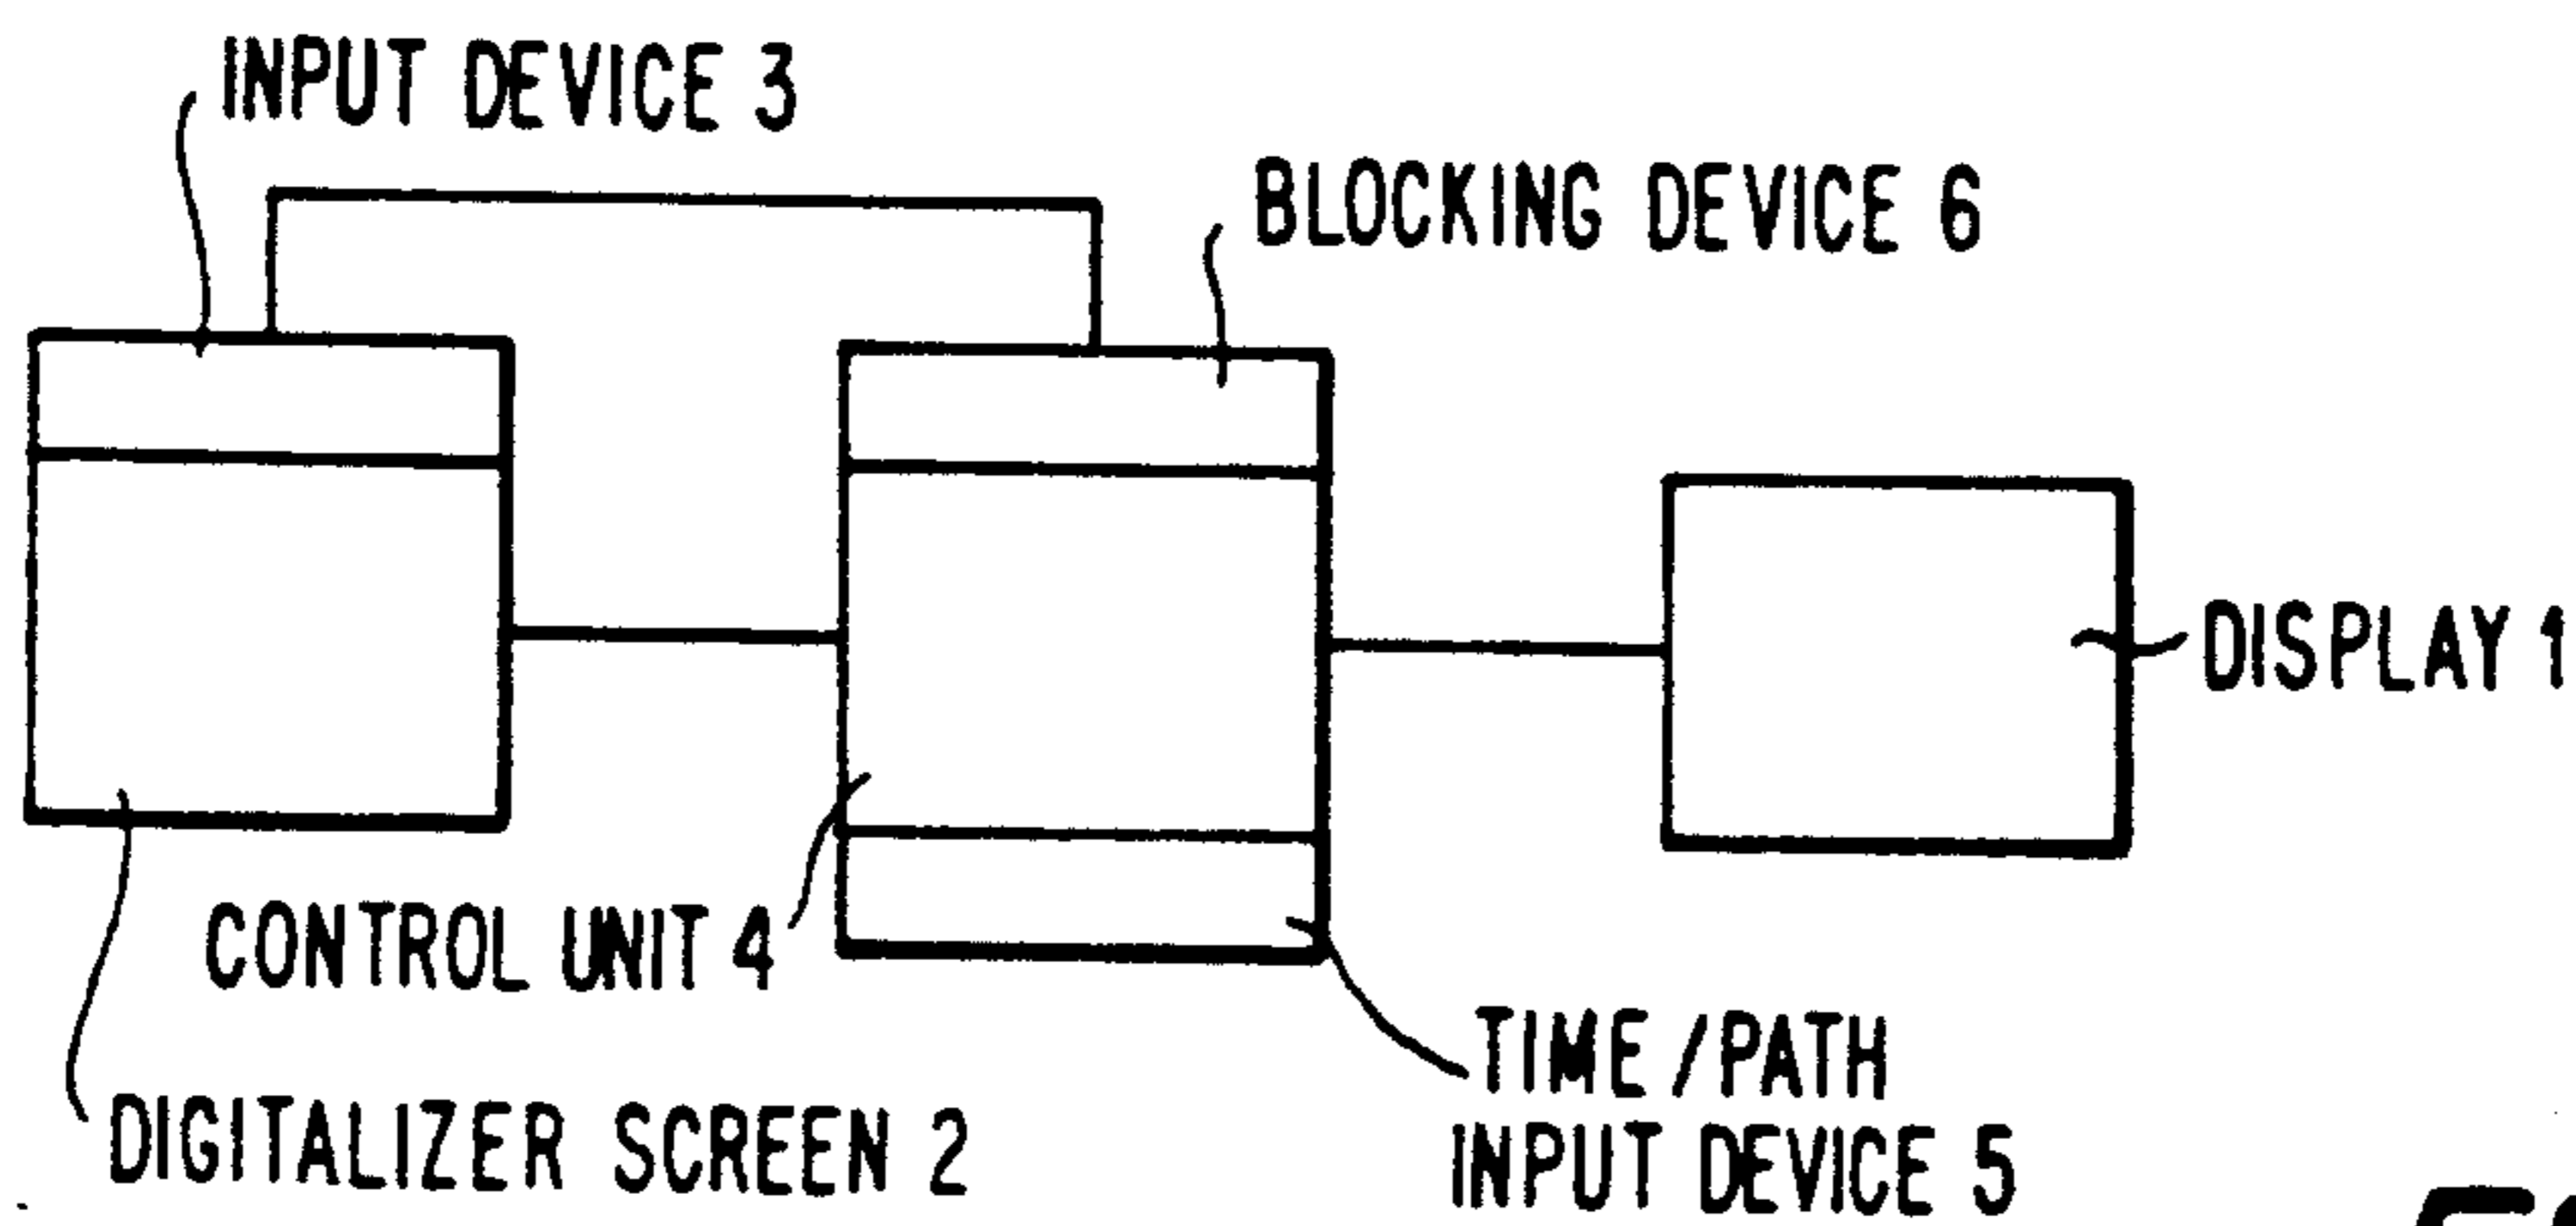 INPUT DEVICE 3
BLOCKING DEVICE 6
DISPLAY 1
CONTROL UNIT 4
TIME/PATH
INPUT DEVICE 5
DIGITALIZER SCREEN 2